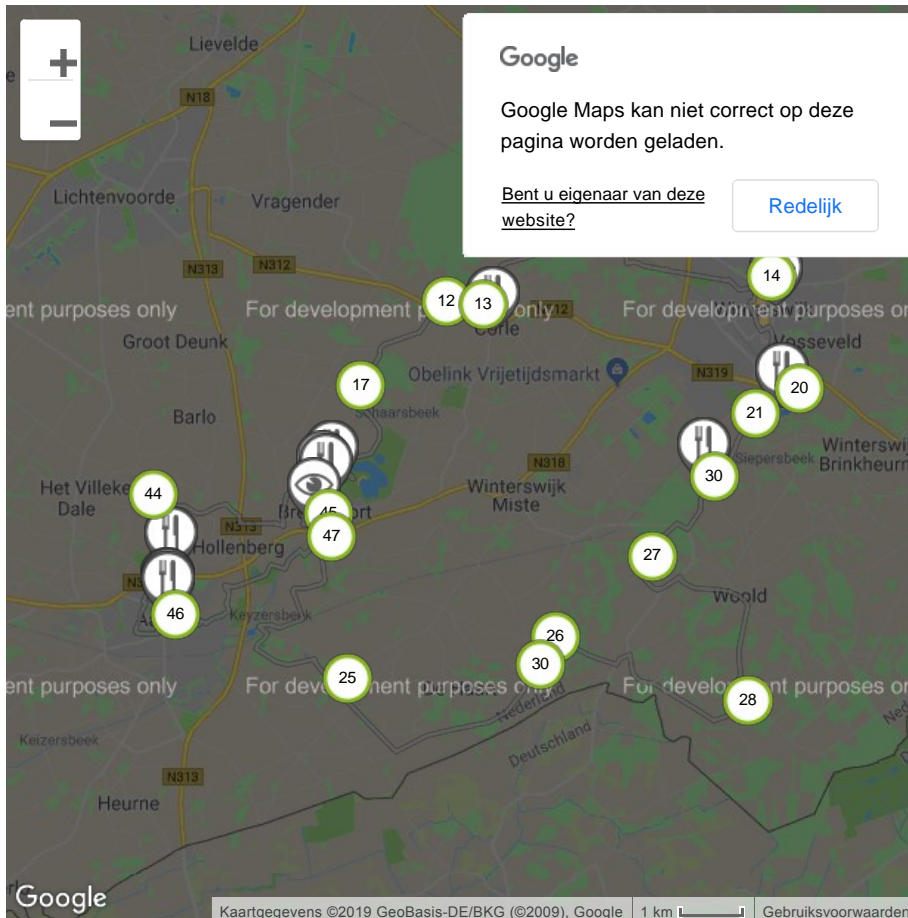 +
−
Lievelde
Google
Google Maps kan niet correct op deze
pagina worden geladen.
Bent u eigenaar van deze
website?
Redelijk
N18
Lichtenvoorde
Vragender
N313
N312
14
12
13
ent purposes only
For development
only
For development purposes on
Corle
Groot Deunk
Vosseveld
17
Obelink Vrijetijdsmarkt
N319
20
21
Barlo
Schaarsbeek
Siepersbeek
Winterswijk
Brinkheurne
30
N318
Winterswijk
Miste
44
Het Villeke
Dale
45
47
N313
Hollenberg
27
Woold
46
Keyzersbeek
26
30
25
ent purposes only
For development purposes only
For development purposes on
28
Nederland
Deutschland
Keizersbeek
N313
Heurne
Google
Kaartgegevens ©2019 GeoBasis-DE/BKG (©2009), Google
1 km
Gebruiksvoorwaarden